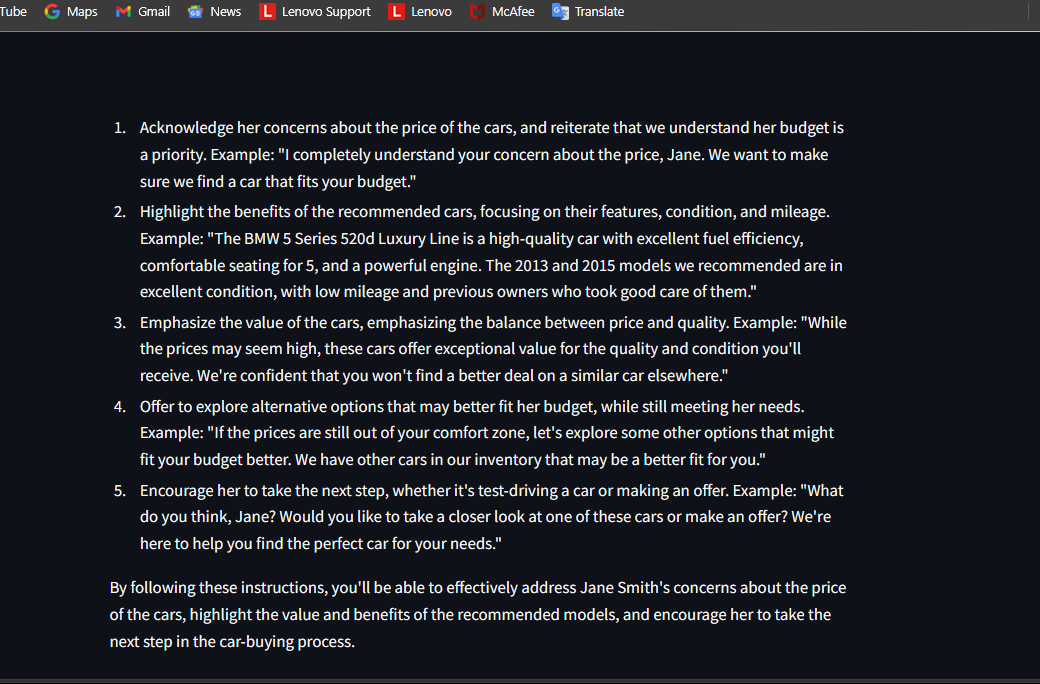 Tube Maps Gmail News Lenovo Support Lenovo McAfee Translate
1. Acknowledge her concerns about the price of the cars, and reiterate that we understand her budget is
a priority. Example: "I completely understand your concern about the price, Jane. We want to make
sure we find a car that fits your budget."
2. Highlight the benefits of the recommended cars, focusing on their features, condition, and mileage.
Example: "The BMW 5 Series 520d Luxury Line is a high-quality car with excellent fuel efficiency,
comfortable seating for 5, and a powerful engine. The 2013 and 2015 models we recommended are in
excellent condition, with low mileage and previous owners who took good care of them."
3. Emphasize the value of the cars, emphasizing the balance between price and quality. Example: "While
the prices may seem high, these cars offer exceptional value for the quality and condition you'll
receive. We're confident that you won't find a better deal on a similar car elsewhere."
4. Offer to explore alternative options that may better fit her budget, while still meeting her needs.
Example: "If the prices are still out of your comfort zone, let's explore some other options that might
fit your budget better. We have other cars in our inventory that may be a better fit for you."
5. Encourage her to take the next step, whether it's test-driving a car or making an offer. Example: "What
do you think, Jane? Would you like to take a closer look at one of these cars or make an offer? We're
here to help you find the perfect car for your needs."
By following these instructions, you'll be able to effectively address Jane Smith's concerns about the price
of the cars, highlight the value and benefits of the recommended models, and encourage her to take the
next step in the car-buying process.